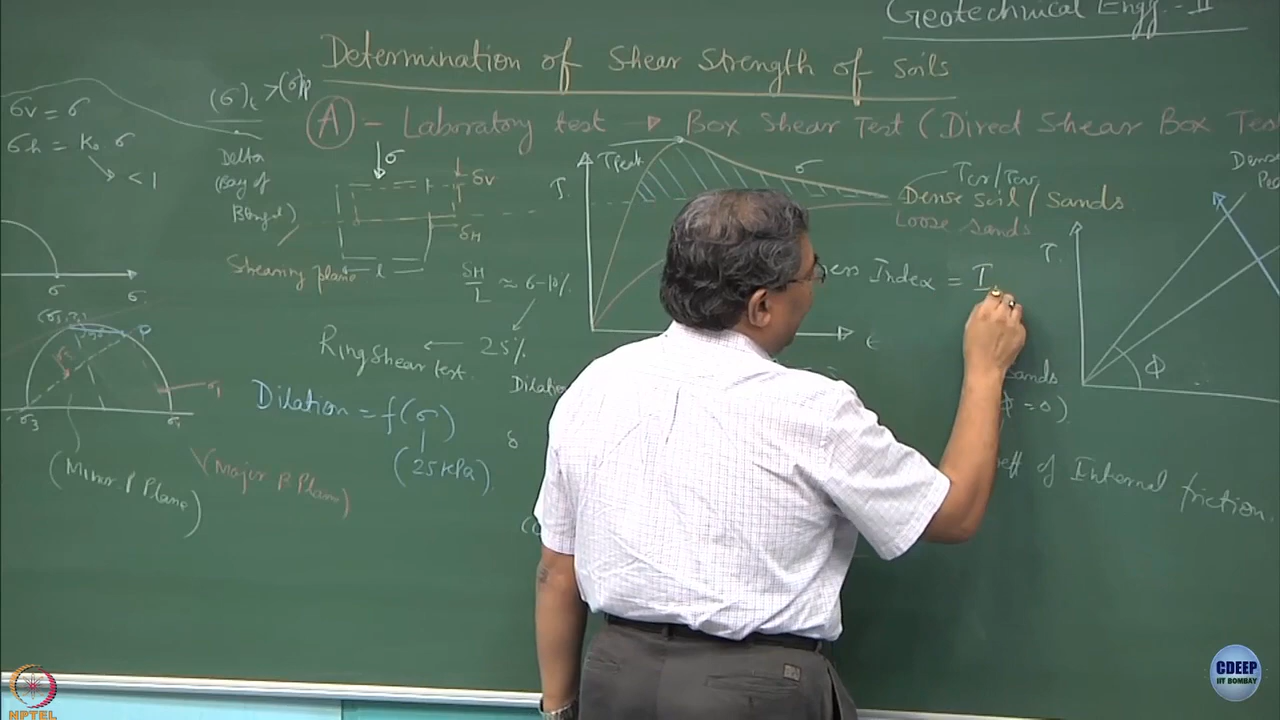 Geotechnical Engg.-II
Determination of Shear Strength of Soils
A - Laboratory test → Box Shear Test (Direct Shear Box Test
σv = σ
σh = K₀ σ
< 1
Delta
(Bay of
Bengal)
σ
δv
δH
Shearing plane
l
δH/L ≈ 6-10%
25%
Ring Shear test.
τ
τpeak
σ
τcr/τcv
Dense soil / Sands
Loose sands
ϵ
Index = I
Dilation = f(σ)
(25 kPa)
σ
P
σ3
σ1
(Minor P Plane)
(Major P Plane)
Dilation
δ
Sands
ϕ = 0)
of Internal friction.
τ
ϕ
Dense
CDEEP
IIT BOMBAY
NPTEL